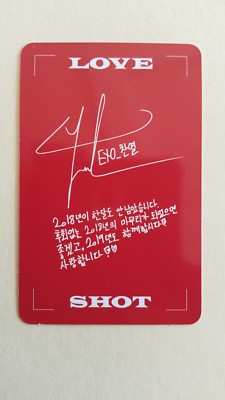 LOVE
EXO_찬열
2018년이 한달도 안남았습니다.
후회없는 2018년의 마무리가 되었으면
좋겠고, 2019년도 함께합시다
사랑합니다
SHOT